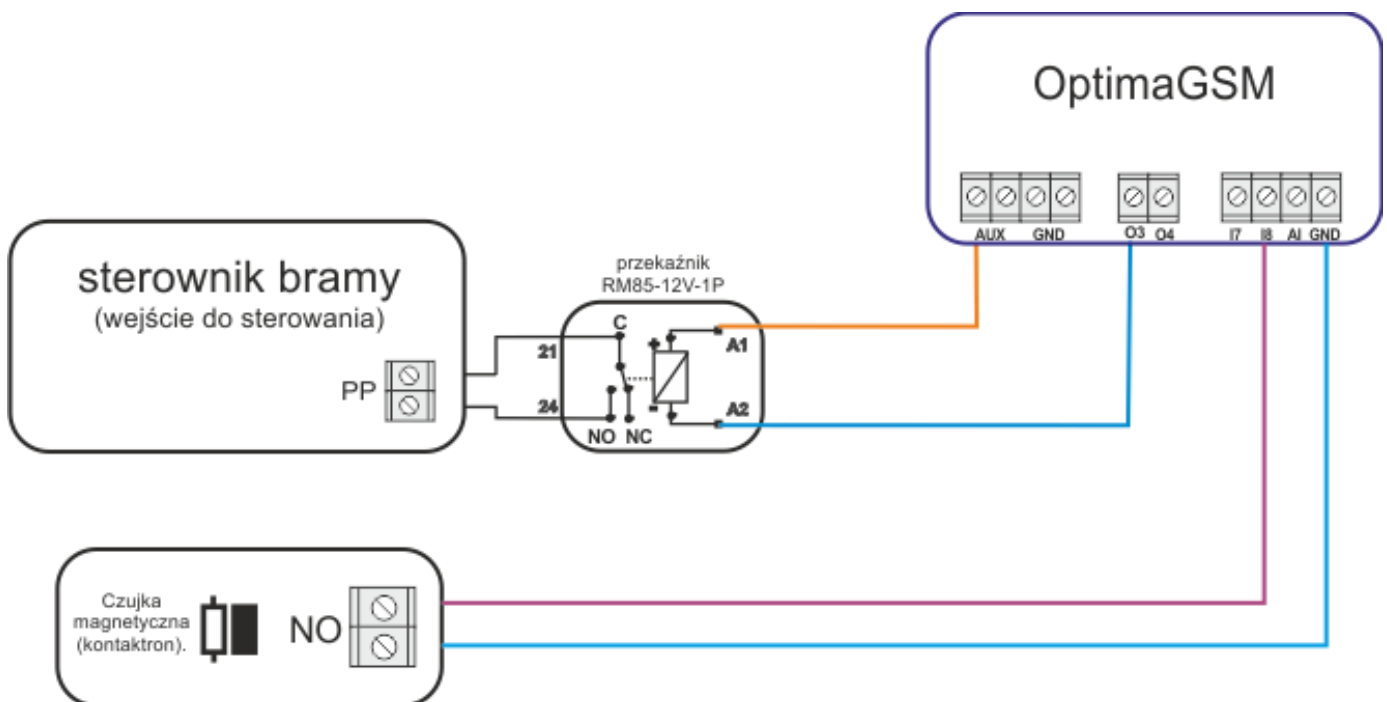 OptimaGSM
AUX GND O3 O4 I7 I8 AI GND
sterownik bramy
(wejście do sterowania)
PP
przekaźnik
RM85-12V-1P
C
21
24
NO NC
+
-
A1
A2
Czujka
magnetyczna
(kontaktron).
NO